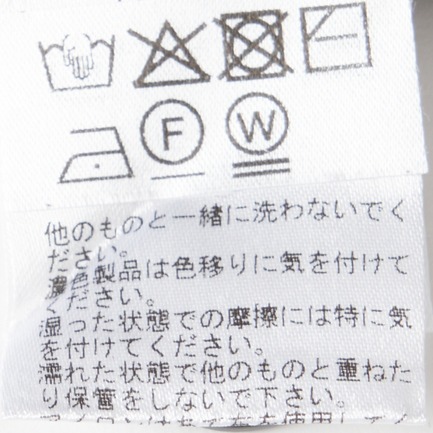 F W
他のものと一緒に洗わないでく
ださい。
濃色製品は色移りに気を付けて
ください。
湿った状態での摩擦には特に気
を付けてください。
濡れた状態で他のものと重ねた
り保管をしないで下さい。